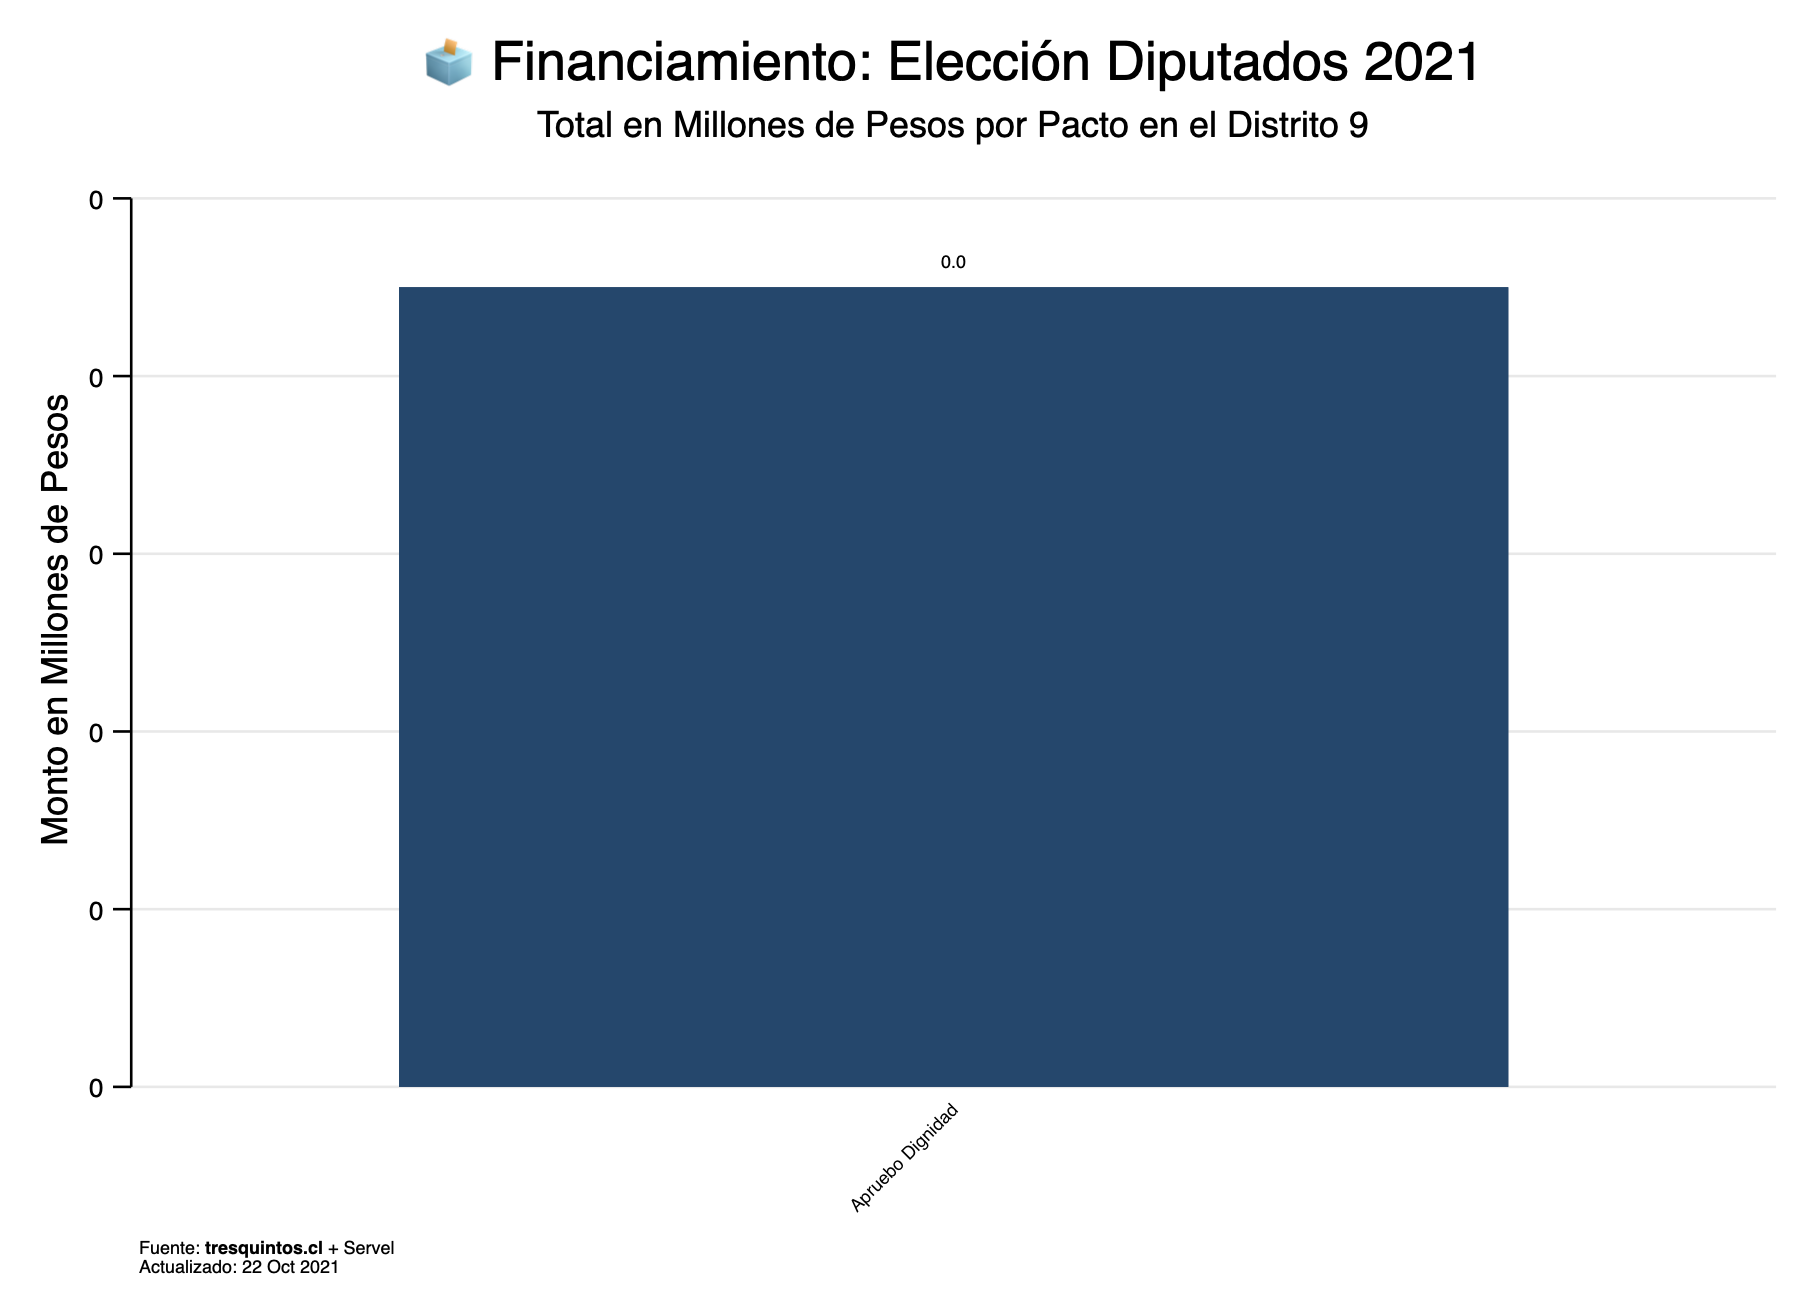 Financiamiento: Elección Diputados 2021
Total en Millones de Pesos por Pacto en el Distrito 9
Monto en Millones de Pesos
0
0
0
0
0
0
0.0
Apruebo Dignidad
Fuente: tresquintos.cl + Servel
Actualizado: 22 Oct 2021